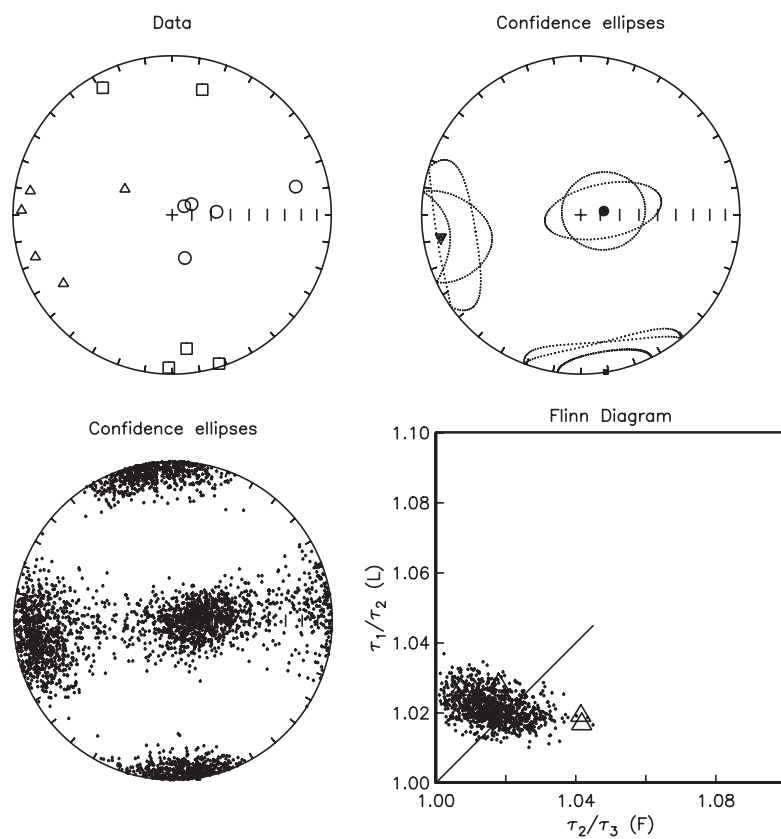 Data
Confidence ellipses
Confidence ellipses
Flinn Diagram
1.10
1.08
1.06
1.04
1.02
1.00
τ1/τ2 (L)
1.00
1.04
1.08
τ2/τ3 (F)